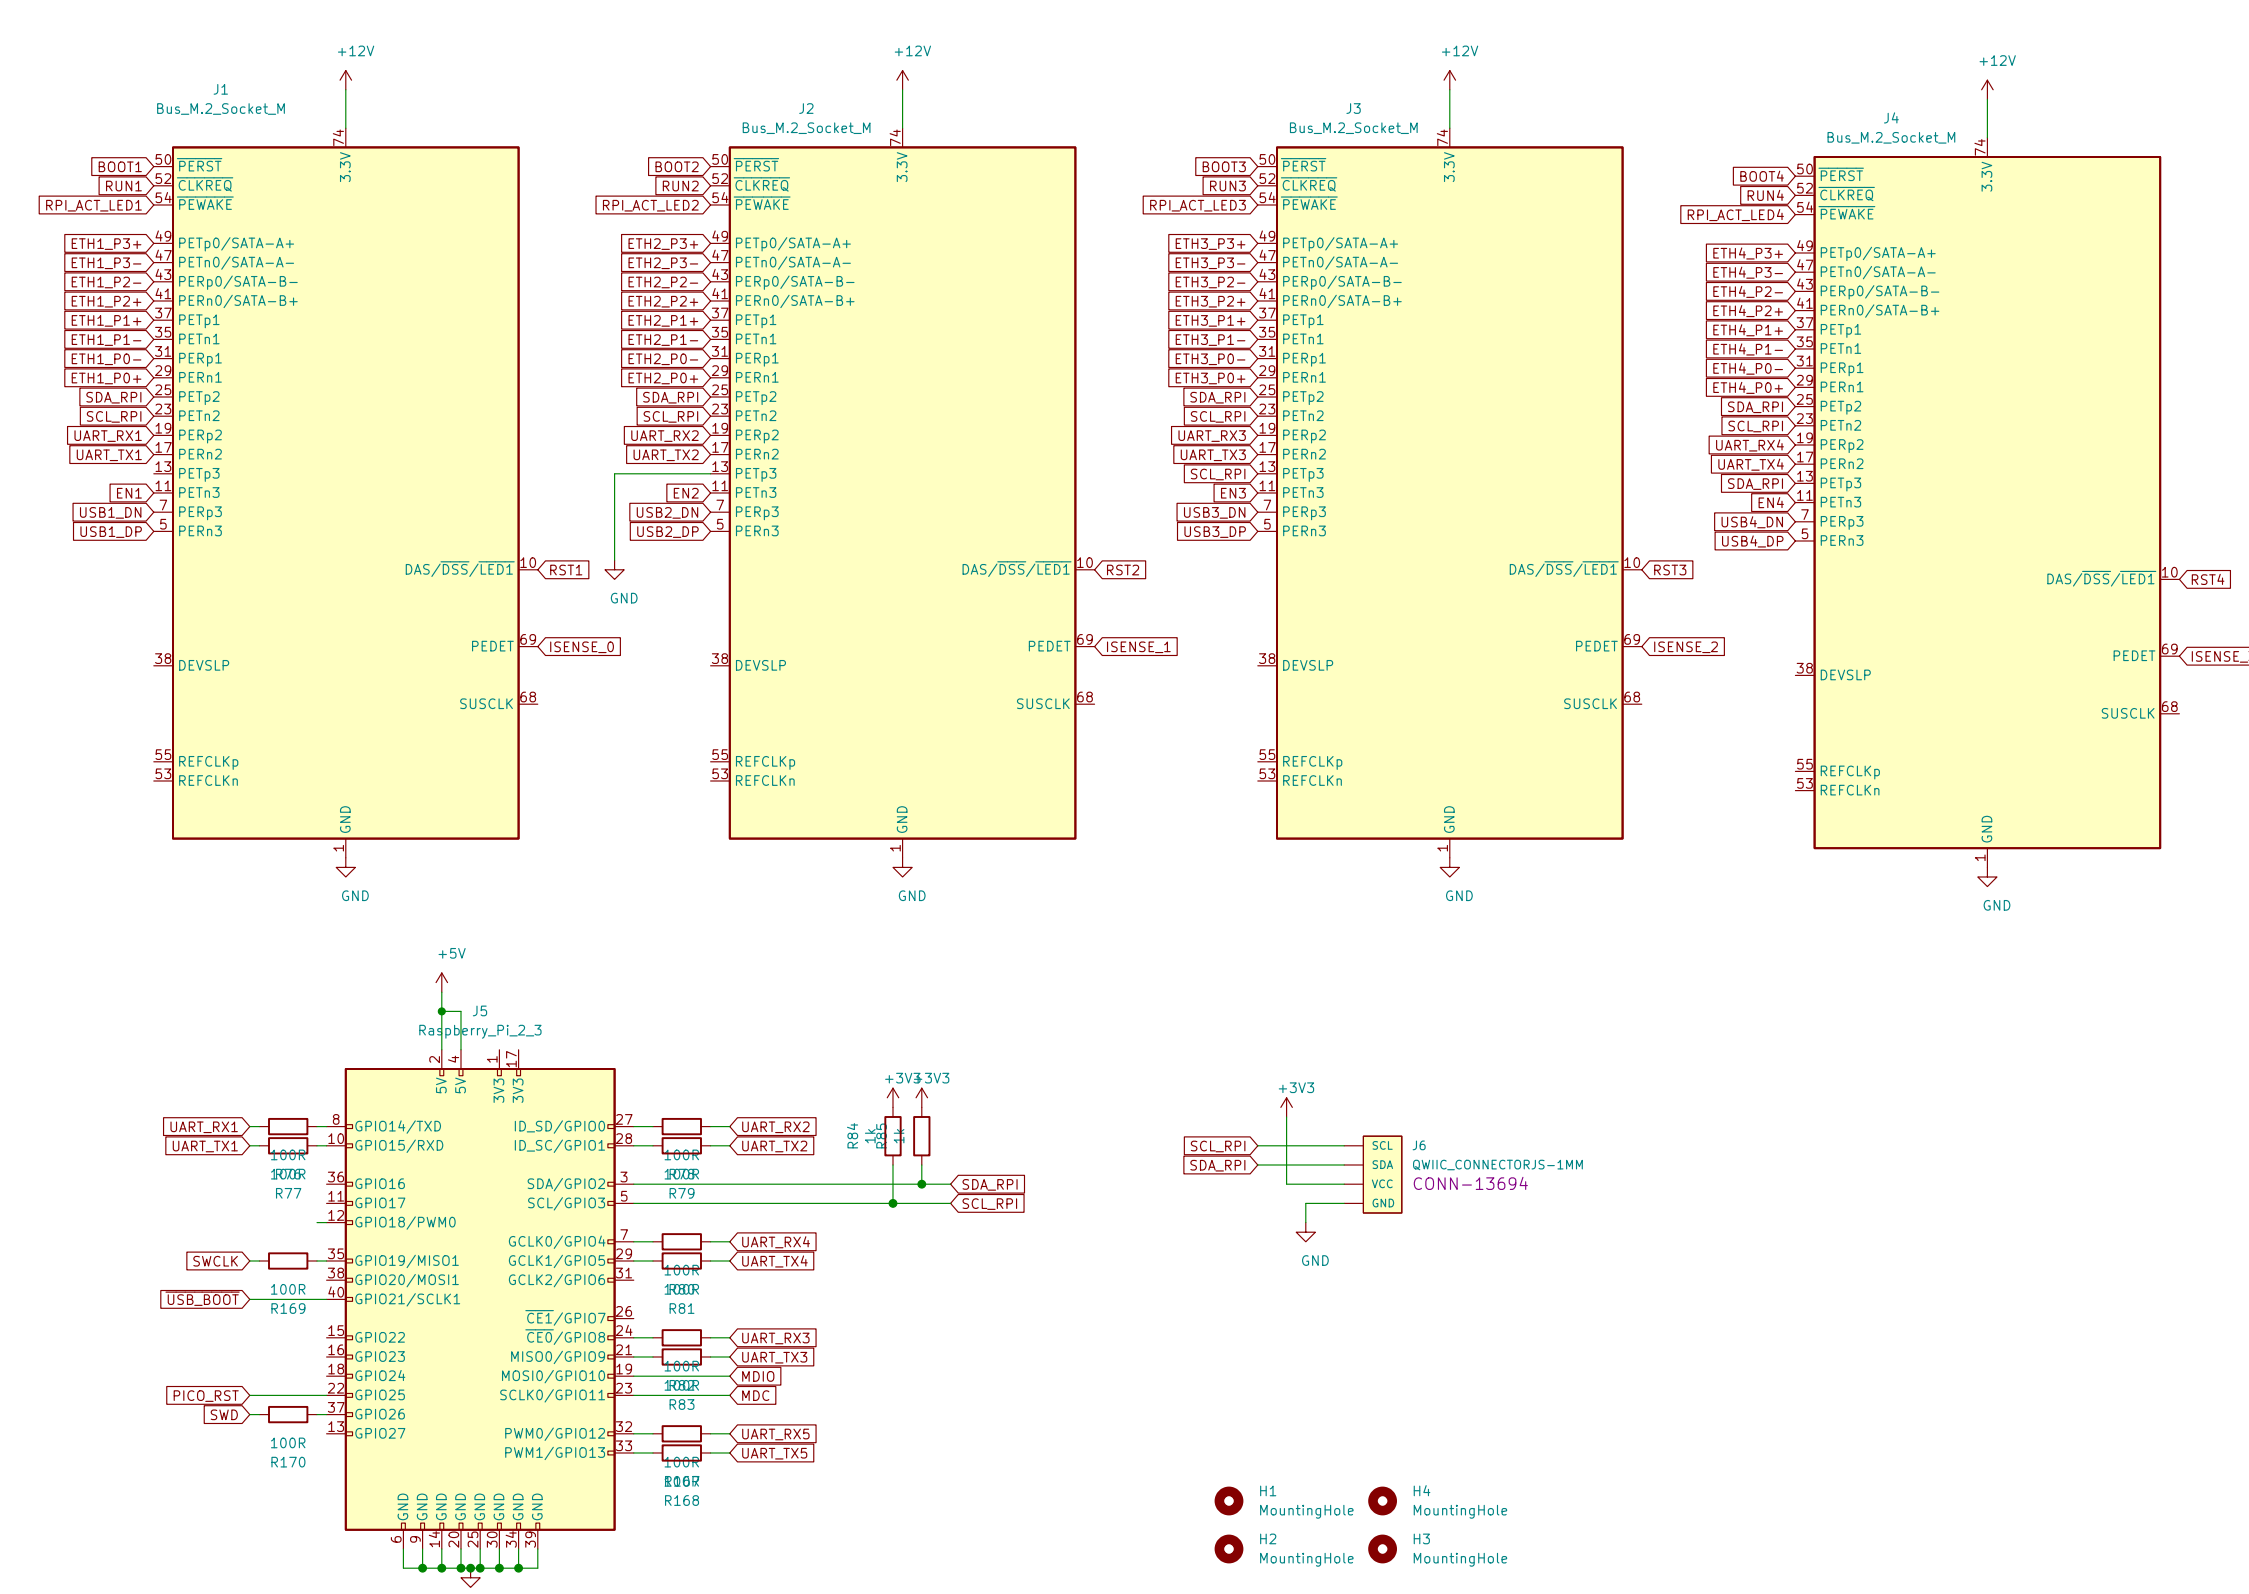 +12V
J1
Bus_M.2_Socket_M
74
3.3V
BOOT1 50 PERST
RUN1 52 CLKREQ
RPI_ACT_LED1 54 PEWAKE
ETH1_P3+ 49 PETp0/SATA-A+
ETH1_P3- 47 PETn0/SATA-A-
ETH1_P2- 43 PERp0/SATA-B-
ETH1_P2+ 41 PERn0/SATA-B+
ETH1_P1+ 37 PETp1
ETH1_P1- 35 PETn1
ETH1_P0- 31 PERp1
ETH1_P0+ 29 PERn1
SDA_RPI 25 PETp2
SCL_RPI 23 PETn2
UART_RX1 19 PERp2
UART_TX1 17 PERn2
13 PETp3
EN1 11 PETn3
USB1_DN 7 PERp3
USB1_DP 5 PERn3
DAS/DSS/LED1 10 RST1
PEDET 69 ISENSE_0
38 DEVSLP
SUSCLK 68
55 REFCLKp
53 REFCLKn
GND
1
GND
+12V
J2
Bus_M.2_Socket_M
74
3.3V
BOOT2 50 PERST
RUN2 52 CLKREQ
RPI_ACT_LED2 54 PEWAKE
ETH2_P3+ 49 PETp0/SATA-A+
ETH2_P3- 47 PETn0/SATA-A-
ETH2_P2- 43 PERp0/SATA-B-
ETH2_P2+ 41 PERn0/SATA-B+
ETH2_P1+ 37 PETp1
ETH2_P1- 35 PETn1
ETH2_P0- 31 PERp1
ETH2_P0+ 29 PERn1
SDA_RPI 25 PETp2
SCL_RPI 23 PETn2
UART_RX2 19 PERp2
UART_TX2 17 PERn2
13 PETp3
EN2 11 PETn3
USB2_DN 7 PERp3
USB2_DP 5 PERn3
GND
DAS/DSS/LED1 10 RST2
PEDET 69 ISENSE_1
38 DEVSLP
SUSCLK 68
55 REFCLKp
53 REFCLKn
GND
1
GND
+12V
J3
Bus_M.2_Socket_M
74
3.3V
BOOT3 50 PERST
RUN3 52 CLKREQ
RPI_ACT_LED3 54 PEWAKE
ETH3_P3+ 49 PETp0/SATA-A+
ETH3_P3- 47 PETn0/SATA-A-
ETH3_P2- 43 PERp0/SATA-B-
ETH3_P2+ 41 PERn0/SATA-B+
ETH3_P1+ 37 PETp1
ETH3_P1- 35 PETn1
ETH3_P0- 31 PERp1
ETH3_P0+ 29 PERn1
SDA_RPI 25 PETp2
SCL_RPI 23 PETn2
UART_RX3 19 PERp2
UART_TX3 17 PERn2
SCL_RPI 13 PETp3
EN3 11 PETn3
USB3_DN 7 PERp3
USB3_DP 5 PERn3
DAS/DSS/LED1 10 RST3
PEDET 69 ISENSE_2
38 DEVSLP
SUSCLK 68
55 REFCLKp
53 REFCLKn
GND
1
GND
+12V
J4
Bus_M.2_Socket_M
74
3.3V
BOOT4 50 PERST
RUN4 52 CLKREQ
RPI_ACT_LED4 54 PEWAKE
ETH4_P3+ 49 PETp0/SATA-A+
ETH4_P3- 47 PETn0/SATA-A-
ETH4_P2- 43 PERp0/SATA-B-
ETH4_P2+ 41 PERn0/SATA-B+
ETH4_P1+ 37 PETp1
ETH4_P1- 35 PETn1
ETH4_P0- 31 PERp1
ETH4_P0+ 29 PERn1
SDA_RPI 25 PETp2
SCL_RPI 23 PETn2
UART_RX4 19 PERp2
UART_TX4 17 PERn2
SDA_RPI 13 PETp3
EN4 11 PETn3
USB4_DN 7 PERp3
USB4_DP 5 PERn3
DAS/DSS/LED1 10 RST4
PEDET 69 ISENSE_
38 DEVSLP
SUSCLK 68
55 REFCLKp
53 REFCLKn
GND
1
GND
+5V
J5
Raspberry_Pi_2_3
2 4 1 17
5V 5V 3V3 3V3
UART_RX1 8 GPIO14/TXD
UART_TX1 10 GPIO15/RXD
100R
R76
100R
R77
36 GPIO16
11 GPIO17
12 GPIO18/PWM0
SWCLK 35 GPIO19/MISO1
38 GPIO20/MOSI1
100R
R169
USB_BOOT 40 GPIO21/SCLK1
15 GPIO22
16 GPIO23
18 GPIO24
PICO_RST 22 GPIO25
SWD 37 GPIO26
13 GPIO27
100R
R170
ID_SD/GPIO0 27 UART_RX2
ID_SC/GPIO1 28 UART_TX2
100R
R78
100R
R79
SDA/GPIO2 3 SDA_RPI
SCL/GPIO3 5 SCL_RPI
+3V3 +3V3
R84 1k
R85 1k
GCLK0/GPIO4 7 UART_RX4
GCLK1/GPIO5 29 UART_TX4
GCLK2/GPIO6 31
100R
R80
100R
R81
CE1/GPIO7 26
CE0/GPIO8 24 UART_RX3
MISO0/GPIO9 21 UART_TX3
MOSI0/GPIO10 19 MDIO
SCLK0/GPIO11 23 MDC
100R
R82
100R
R83
PWM0/GPIO12 32 UART_RX5
PWM1/GPIO13 33 UART_TX5
100R
R167
100R
R168
GND GND GND GND GND GND GND GND
6 9 14 20 25 30 34 39
+3V3
SCL_RPI SCL J6
SDA_RPI SDA QWIIC_CONNECTORJS-1MM
VCC CONN-13694
GND
GND
H1
MountingHole
H4
MountingHole
H2
MountingHole
H3
MountingHole